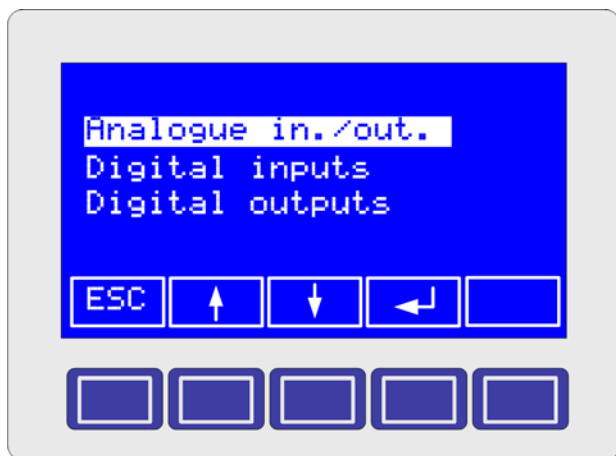 Analogue in./out.
Digital inputs
Digital outputs
ESC